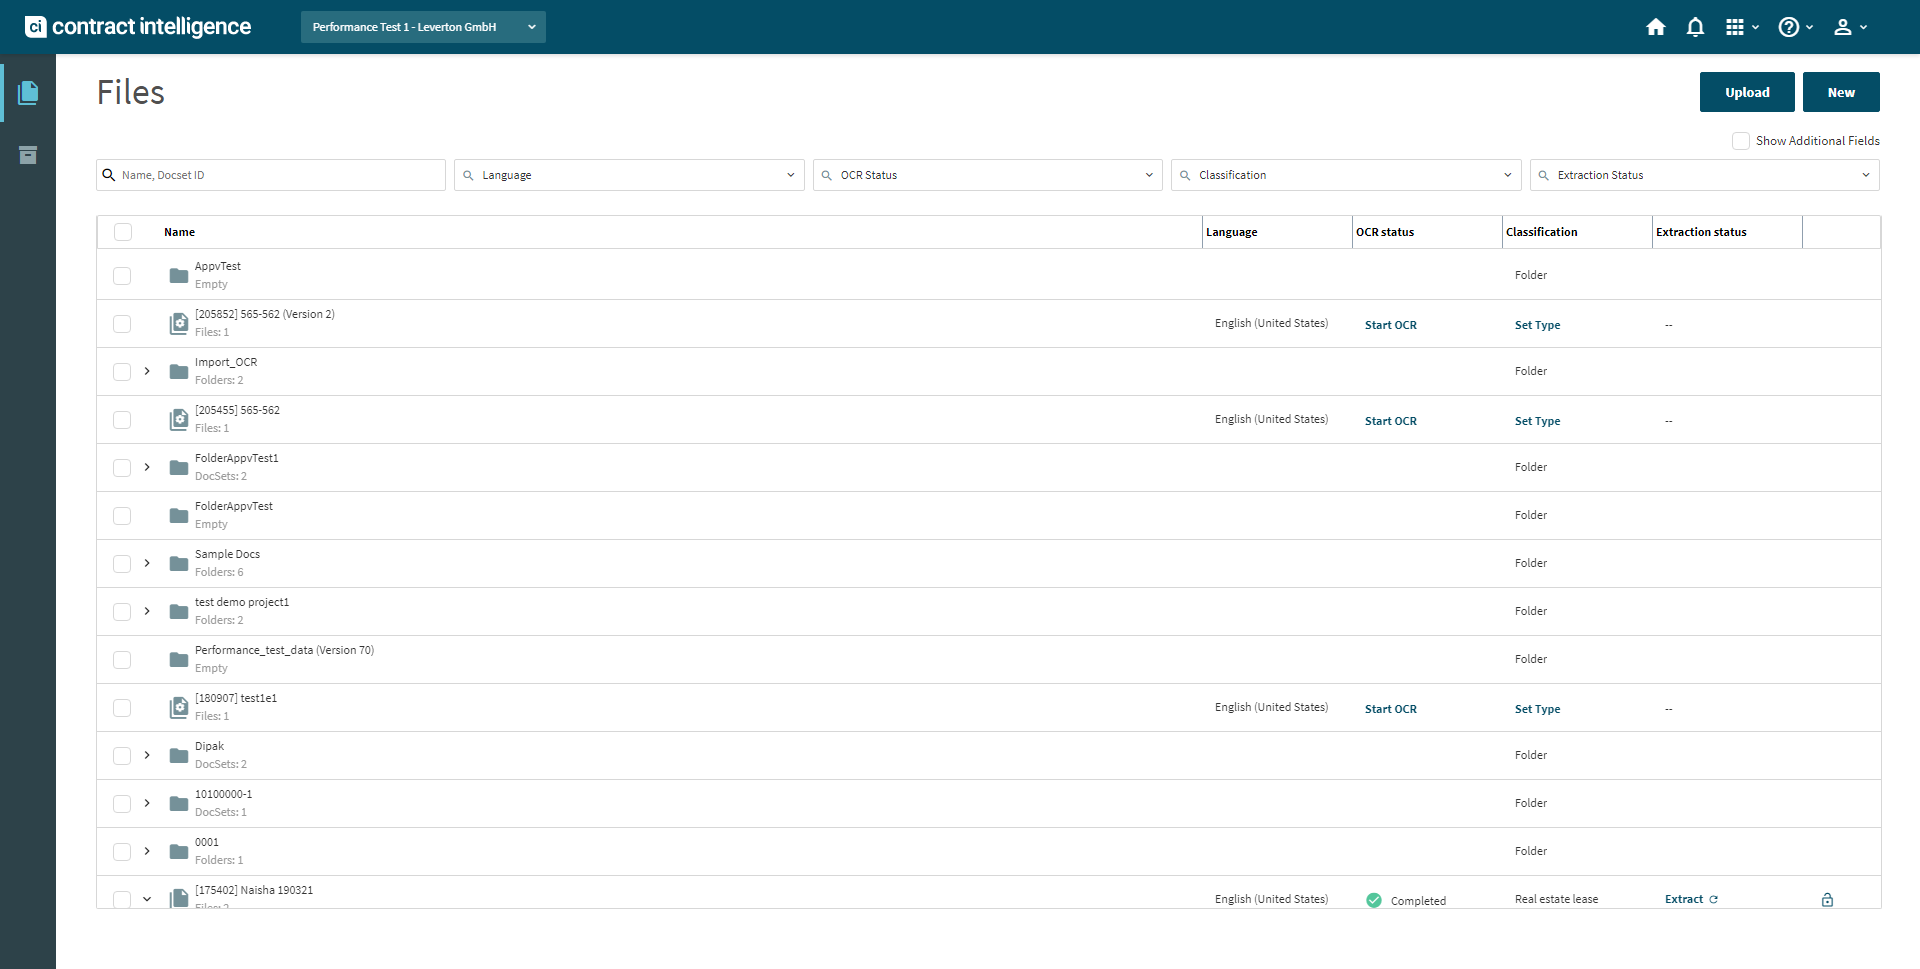 ci contract intelligence
Performance Test 1 - Leverton GmbH
Files
Upload
New
Show Additional Fields
Name, Docset ID
Language
OCR Status
Classification
Extraction Status
Name Language OCR status Classification Extraction status
AppvTest
Empty
Folder
[205852] 565-562 (Version 2)
Files: 1
English (United States) Start OCR Set Type --
Import_OCR
Folders: 2
Folder
[205455] 565-562
Files: 1
English (United States) Start OCR Set Type --
FolderAppvTest1
DocSets: 2
Folder
FolderAppvTest
Empty
Folder
Sample Docs
Folders: 6
Folder
test demo project1
Folders: 2
Folder
Performance_test_data (Version 70)
Empty
Folder
[180907] test1e1
Files: 1
English (United States) Start OCR Set Type --
Dipak
DocSets: 2
Folder
10100000-1
DocSets: 1
Folder
0001
Folders: 1
Folder
[175402] Naisha 190321
Files: 2
English (United States) Completed Real estate lease Extract